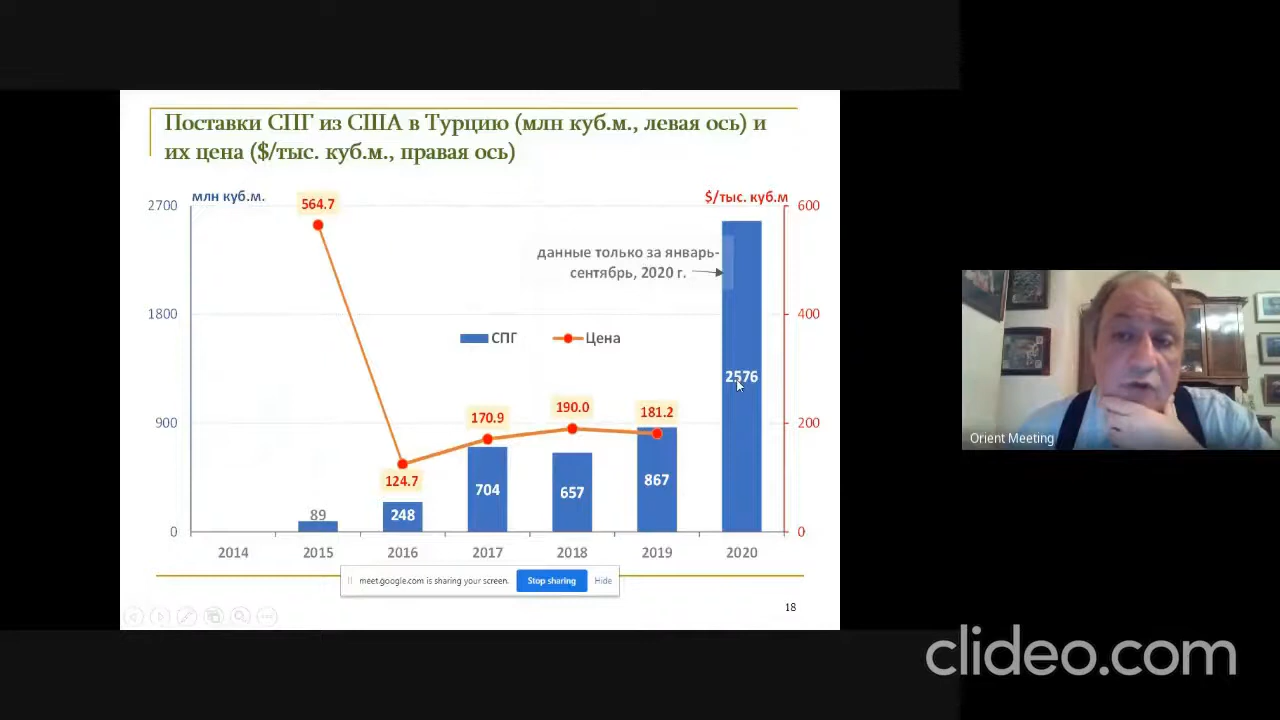 Поставки СПГ из США в Турцию (млн куб.м., левая ось) и
их цена ($/тыс. куб.м., правая ось)
млн куб.м.
$/тыс. куб.м
2700
1800
900
0
600
400
200
0
564.7
124.7
170.9
190.0
181.2
данные только за январь-
сентябрь, 2020 г.
СПГ
Цена
89
248
704
657
867
2576
2014
2015
2016
2017
2018
2019
2020
meet.google.com is sharing your screen.
Stop sharing
Hide
18
Orient Meeting
clideo.com